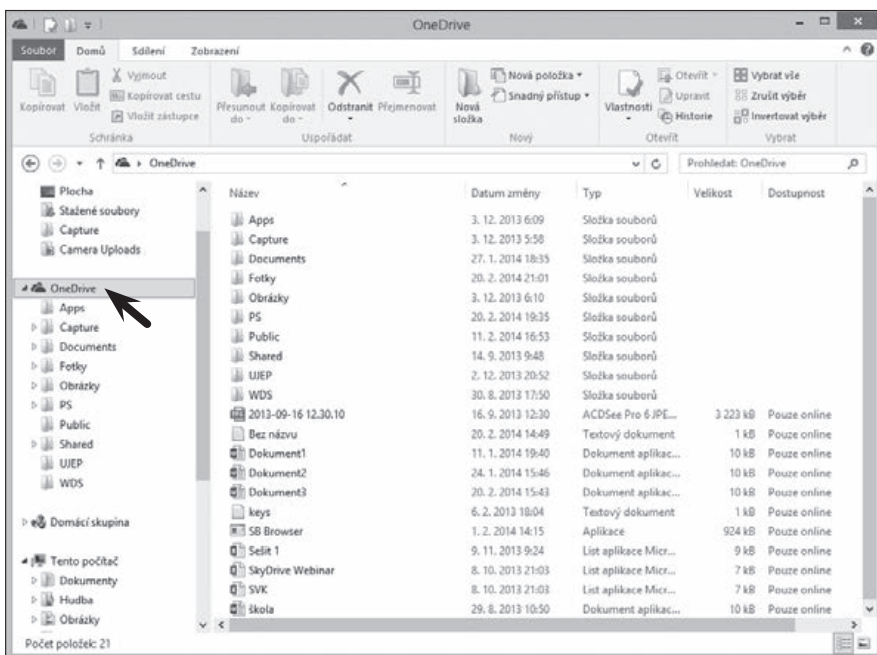 OneDrive
Soubor Domů Sdílení Zobrazení
Kopírovat Vložit Vyjmout Kopírovat cestu Vložit zástupce
Schránka
Přesunout do Kopírovat do Odstranit Přejmenovat
Uspořádat
Nová složka Nová položka Snadný přístup
Nový
Vlastnosti Otevřít Upravit Historie
Otevřít
Vybrat vše Zrušit výběr Invertovat výběr
Vybrat
OneDrive
Prohledat: OneDrive
Plocha
Stažené soubory
Capture
Camera Uploads
OneDrive
Apps
Capture
Documents
Fotky
Obrázky
PS
Public
Shared
UJEP
WDS
Domácí skupina
Tento počítač
Dokumenty
Hudba
Obrázky
Název Datum změny Typ Velikost Dostupnost
Apps 3. 12. 2013 6:09 Složka souborů
Capture 3. 12. 2013 5:58 Složka souborů
Documents 27. 1. 2014 18:35 Složka souborů
Fotky 20. 2. 2014 21:01 Složka souborů
Obrázky 3. 12. 2013 6:10 Složka souborů
PS 20. 2. 2014 19:35 Složka souborů
Public 11. 2. 2014 16:53 Složka souborů
Shared 14. 9. 2013 9:48 Složka souborů
UJEP 2. 12. 2013 20:52 Složka souborů
WDS 30. 8. 2013 17:50 Složka souborů
2013-09-16 12.30.10 16. 9. 2013 12:30 ACDSee Pro 6 JPE... 3 223 kB Pouze online
Bez názvu 20. 2. 2014 14:49 Textový dokument 1 kB Pouze online
Dokument1 11. 1. 2014 19:40 Dokument aplikac... 10 kB Pouze online
Dokument2 24. 1. 2014 15:46 Dokument aplikac... 10 kB Pouze online
Dokument3 20. 2. 2014 15:43 Dokument aplikac... 10 kB Pouze online
keys 6. 2. 2013 18:04 Textový dokument 1 kB Pouze online
SB Browser 1. 2. 2014 14:15 Aplikace 924 kB Pouze online
Sešit 1 9. 11. 2013 9:24 List aplikace Micr... 9 kB Pouze online
SkyDrive Webinar 8. 10. 2013 21:03 List aplikace Micr... 7 kB Pouze online
SVK 8. 10. 2013 21:03 List aplikace Micr... 7 kB Pouze online
škola 29. 8. 2013 10:50 Dokument aplikac... 10 kB Pouze online
Počet položek: 21